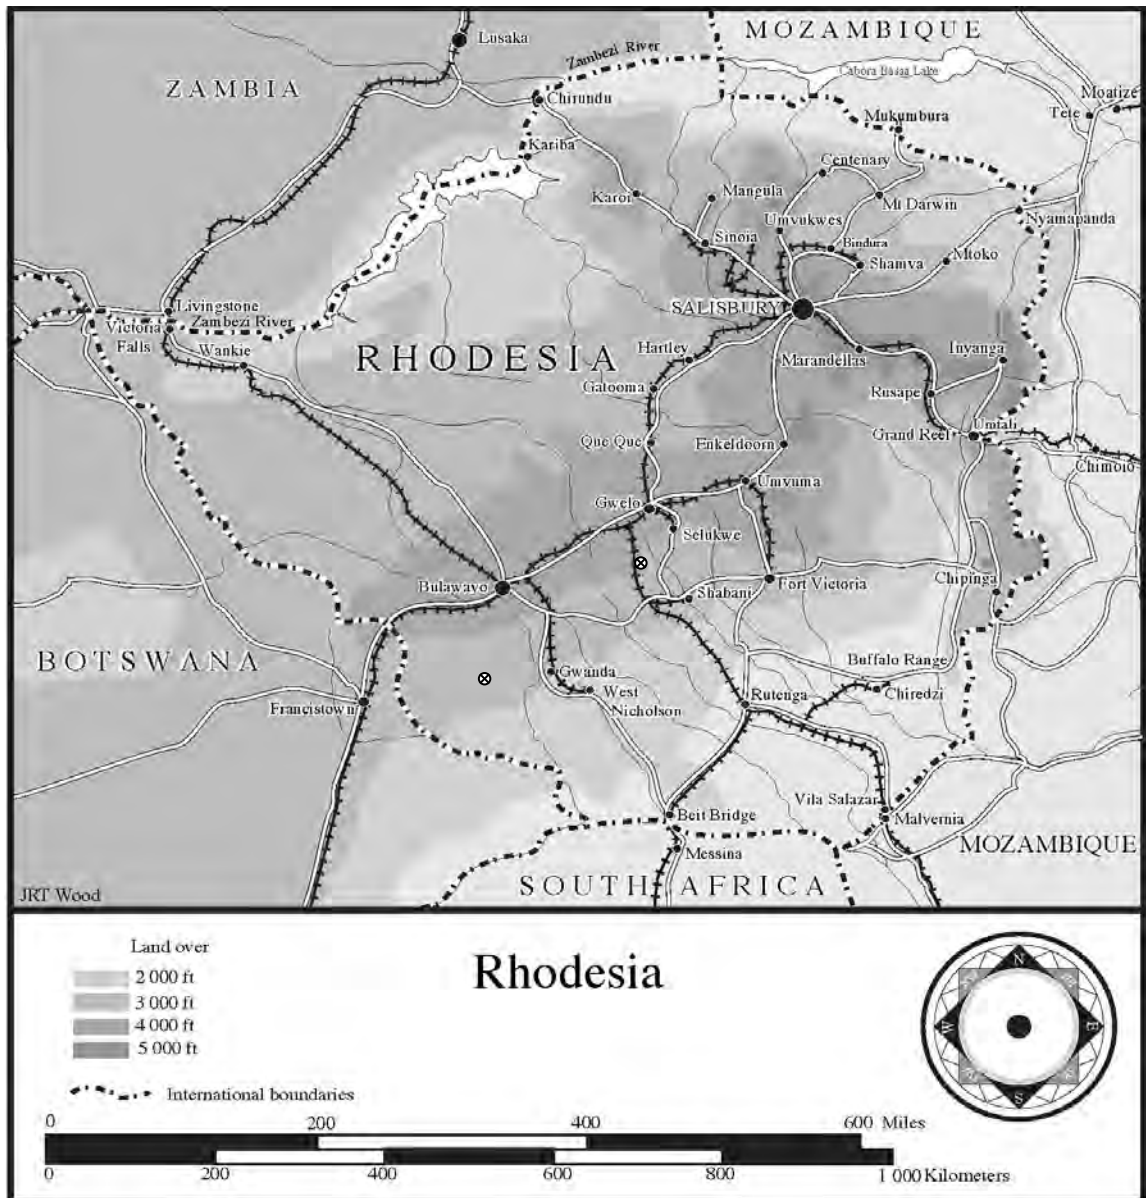 MOZAMBIQUE
Lusaka
Zambezi River
Cabora Bassa Lake
ZAMBIA
Chirundu
Moatize
Tete
Mukumbura
Kariba
Centenary
Karoi
Mangula
Mt Darwin
Umvukwes
Nyamapanda
Sinoia
Bindura
Mtoko
Shamva
Livingstone
SALISBURY
Victoria
Falls
Zambezi River
Wankie
RHODESIA
Hartley
Marandellas
Inyanga
Gatooma
Rusape
Que Que
Enkeldoorn
Grand Reef
Umtali
Chimoio
Umvuma
Gwelo
Selukwe
Bulawayo
Shabani
Fort Victoria
Chipinga
BOTSWANA
Buffalo Range
Gwanda
West
Nicholson
Chiredzi
Francistown
Rutenga
Vila Salazar
Beit Bridge
Malvernia
Messina
MOZAMBIQUE
SOUTH AFRICA
JRT Wood
Land over
2 000 ft
3 000 ft
4 000 ft
5 000 ft
Rhodesia
N
W
E
S
International boundaries
0 200 400 600 Miles
0 200 400 600 800 1 000 Kilometers